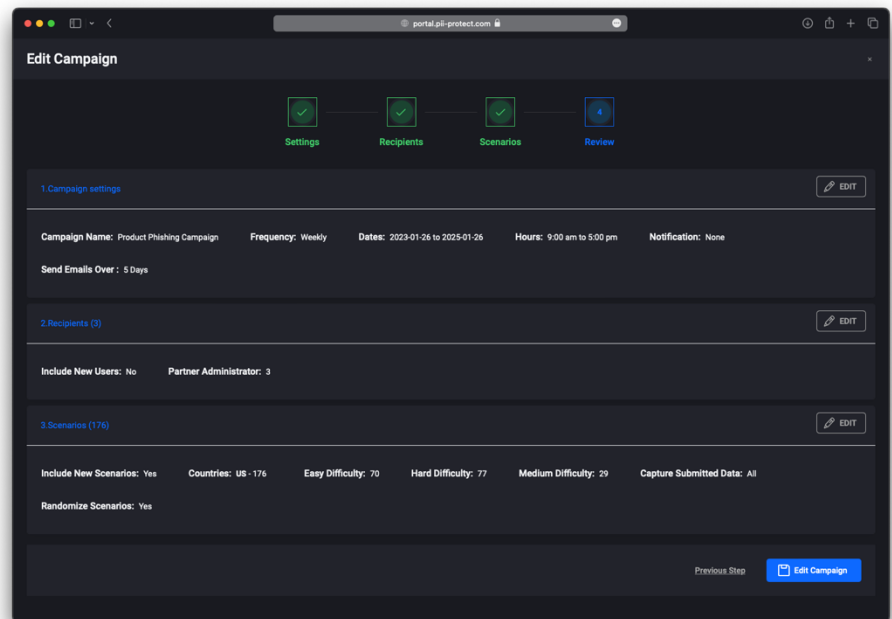 portal.pii-protect.com
Edit Campaign
×
4
Settings Recipients Scenarios Review
1.Campaign settings EDIT
Campaign Name: Product Phishing Campaign Frequency: Weekly Dates: 2023-01-26 to 2025-01-26 Hours: 9:00 am to 5:00 pm Notification: None
Send Emails Over : 5 Days
2.Recipients (3) EDIT
Include New Users: No Partner Administrator: 3
3.Scenarios (176) EDIT
Include New Scenarios: Yes Countries: US - 176 Easy Difficulty: 70 Hard Difficulty: 77 Medium Difficulty: 29 Capture Submitted Data: All
Randomize Scenarios: Yes
Previous Step Edit Campaign